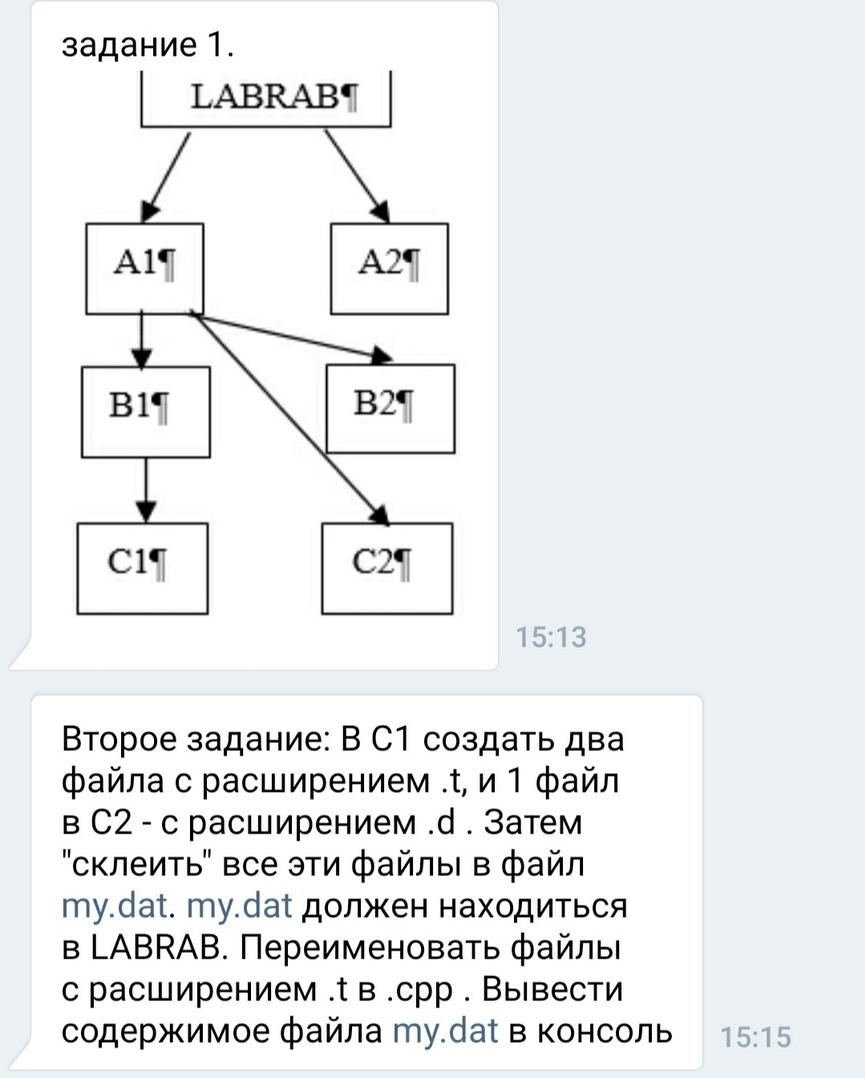 задание 1.
LABRAB¶
A1¶
A2¶
B1¶
B2¶
C1¶
C2¶
15:13
Второе задание: В С1 создать два
файла с расширением .t, и 1 файл
в С2 - с расширением .d . Затем
"склеить" все эти файлы в файл
my.dat. my.dat должен находиться
в LABRAB. Переименовать файлы
с расширением .t в .cpp . Вывести
содержимое файла my.dat в консоль
15:15